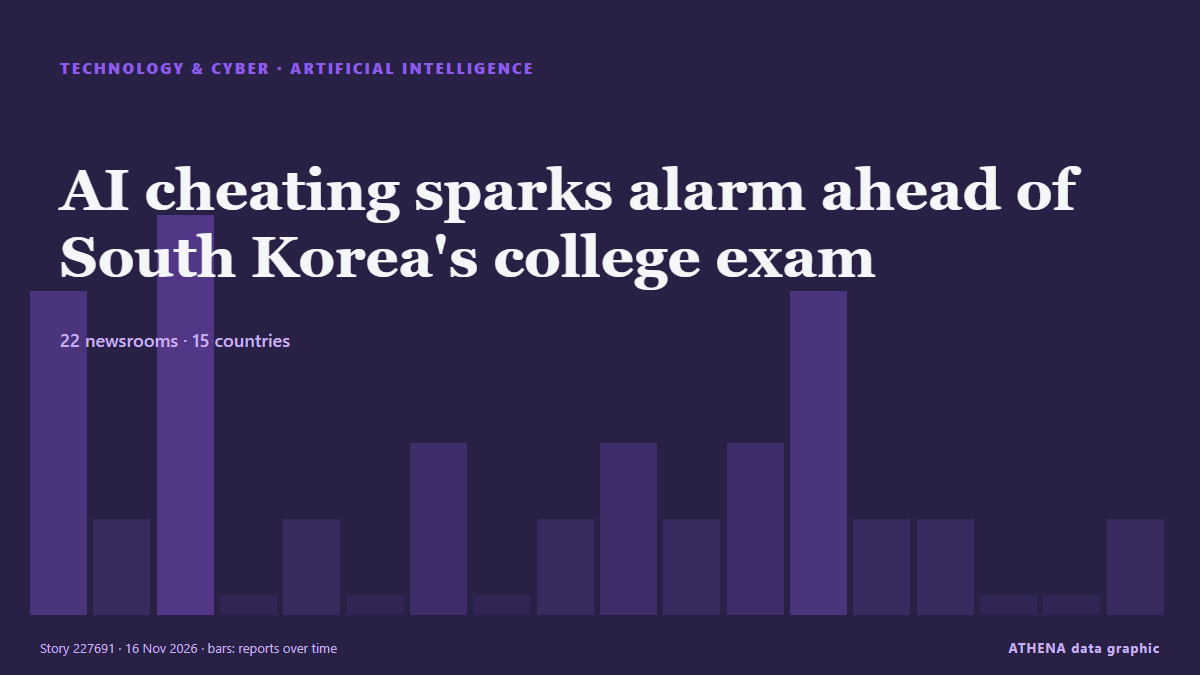 TECHNOLOGY & CYBER · ARTIFICIAL INTELLIGENCE
AI cheating sparks alarm ahead of
South Korea's college exam
22 newsrooms · 15 countries
Story 227691 · 16 Nov 2026 · bars: reports over time
ATHENA data graphic